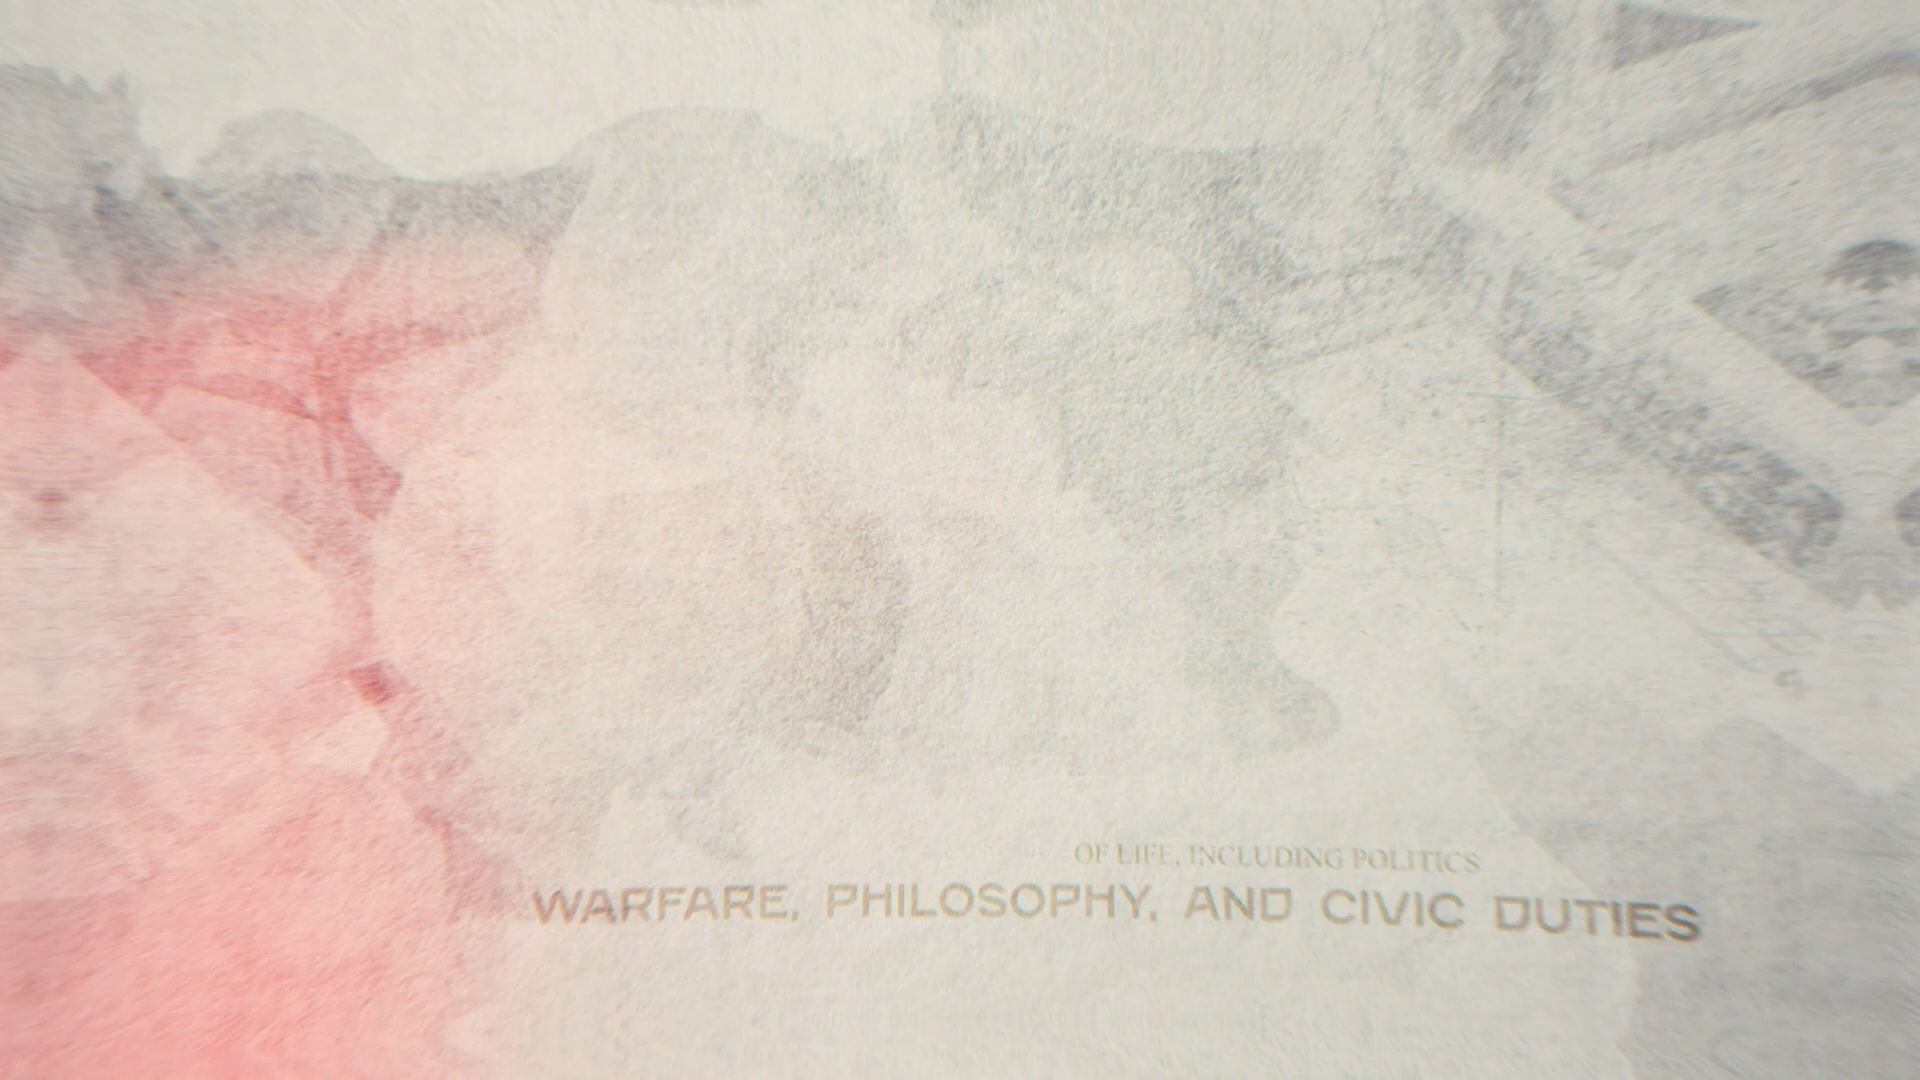 OF LIFE, INCLUDING POLITICS
WARFARE, PHILOSOPHY, AND CIVIC DUTIES